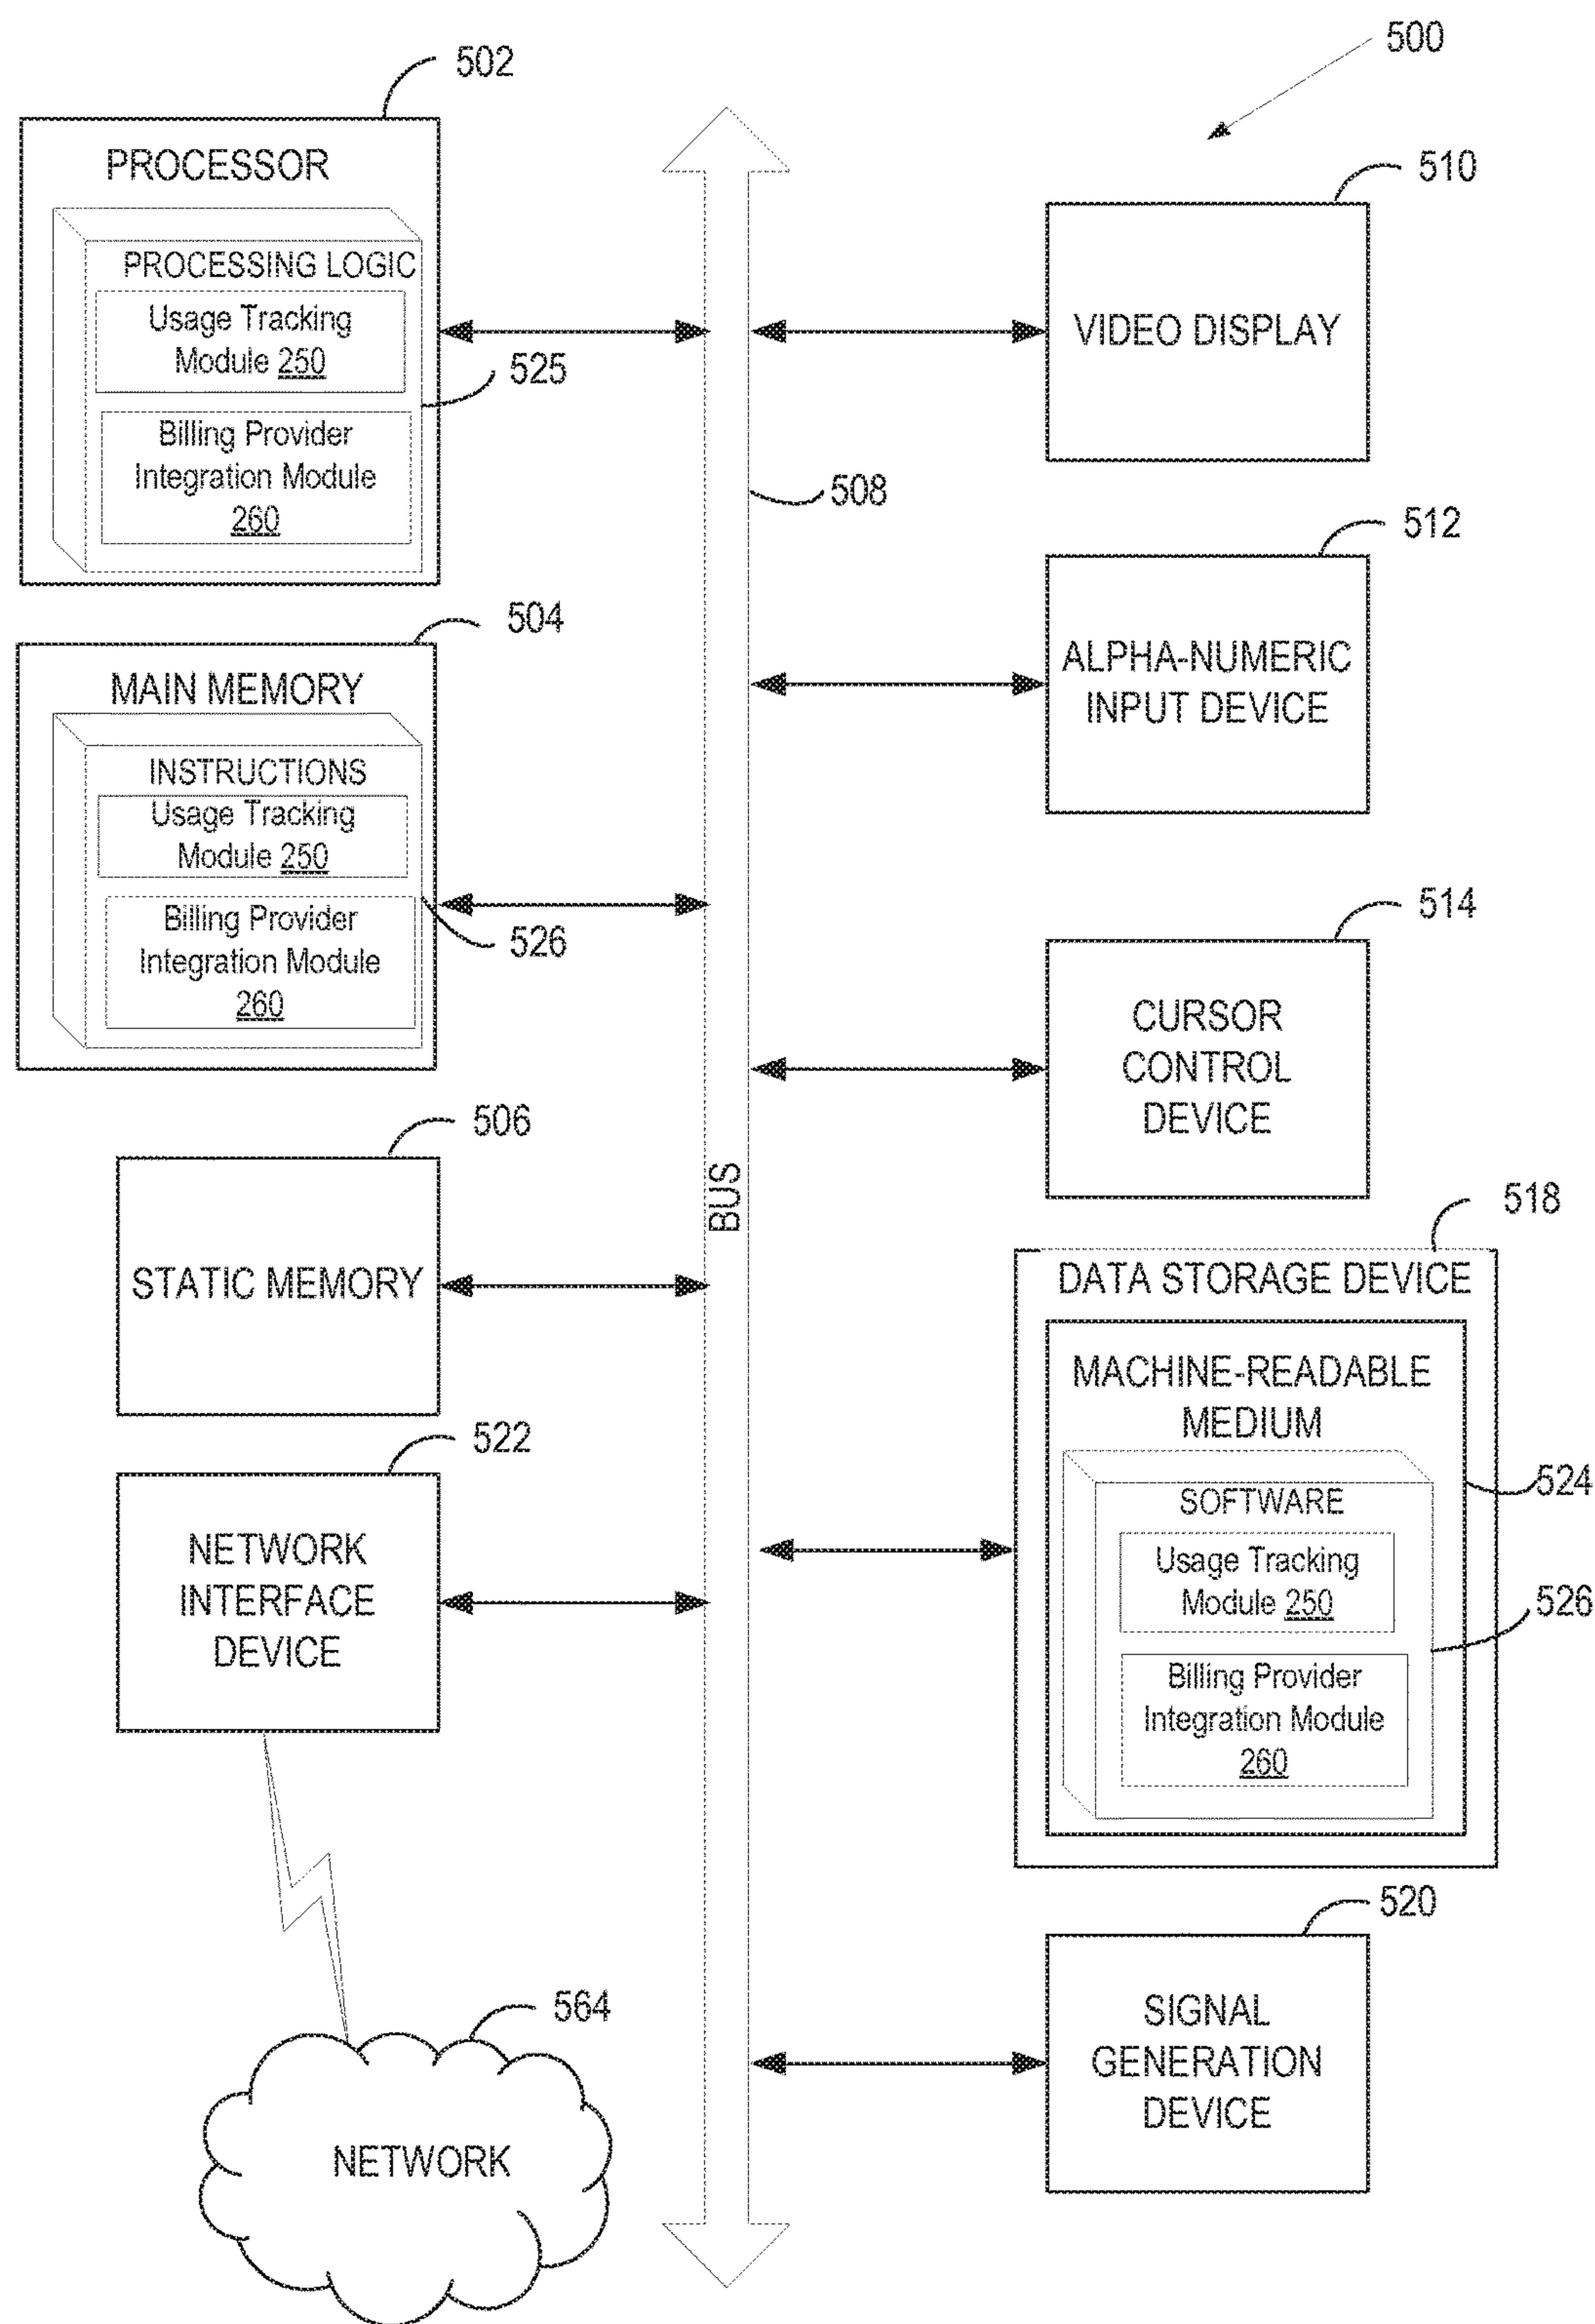 500
502
PROCESSOR
PROCESSING LOGIC
Usage Tracking
Module 250
525
Billing Provider
Integration Module
260
504
MAIN MEMORY
INSTRUCTIONS
Usage Tracking
Module 250
Billing Provider
Integration Module
260
526
506
STATIC MEMORY
522
NETWORK
INTERFACE
DEVICE
564
NETWORK
BUS
508
510
VIDEO DISPLAY
512
ALPHA-NUMERIC
INPUT DEVICE
514
CURSOR
CONTROL
DEVICE
518
DATA STORAGE DEVICE
MACHINE-READABLE
MEDIUM
524
SOFTWARE
Usage Tracking
Module 250
526
Billing Provider
Integration Module
260
520
SIGNAL
GENERATION
DEVICE